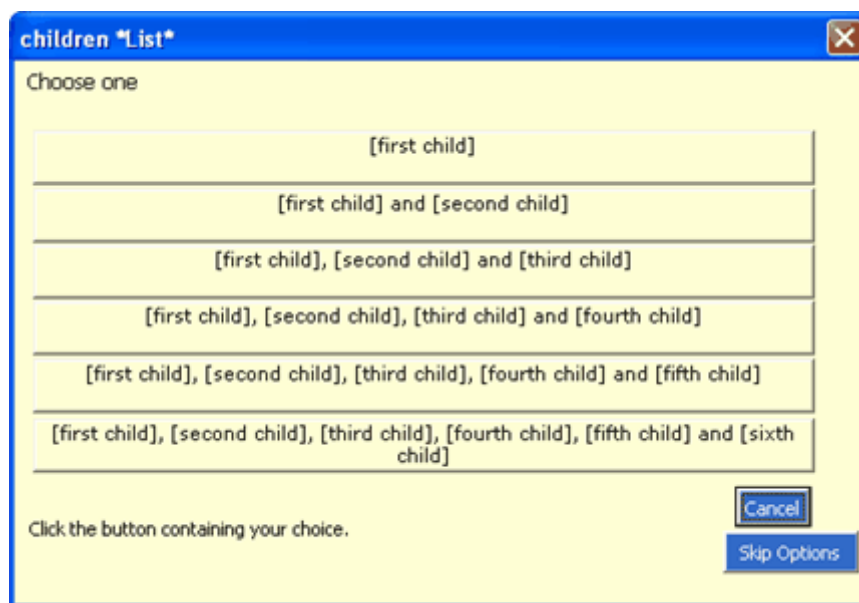 children *List*
Choose one
[first child]
[first child] and [second child]
[first child], [second child] and [third child]
[first child], [second child], [third child] and [fourth child]
[first child], [second child], [third child], [fourth child] and [fifth child]
[first child], [second child], [third child], [fourth child], [fifth child] and [sixth
child]
Cancel
Click the button containing your choice.
Skip Options